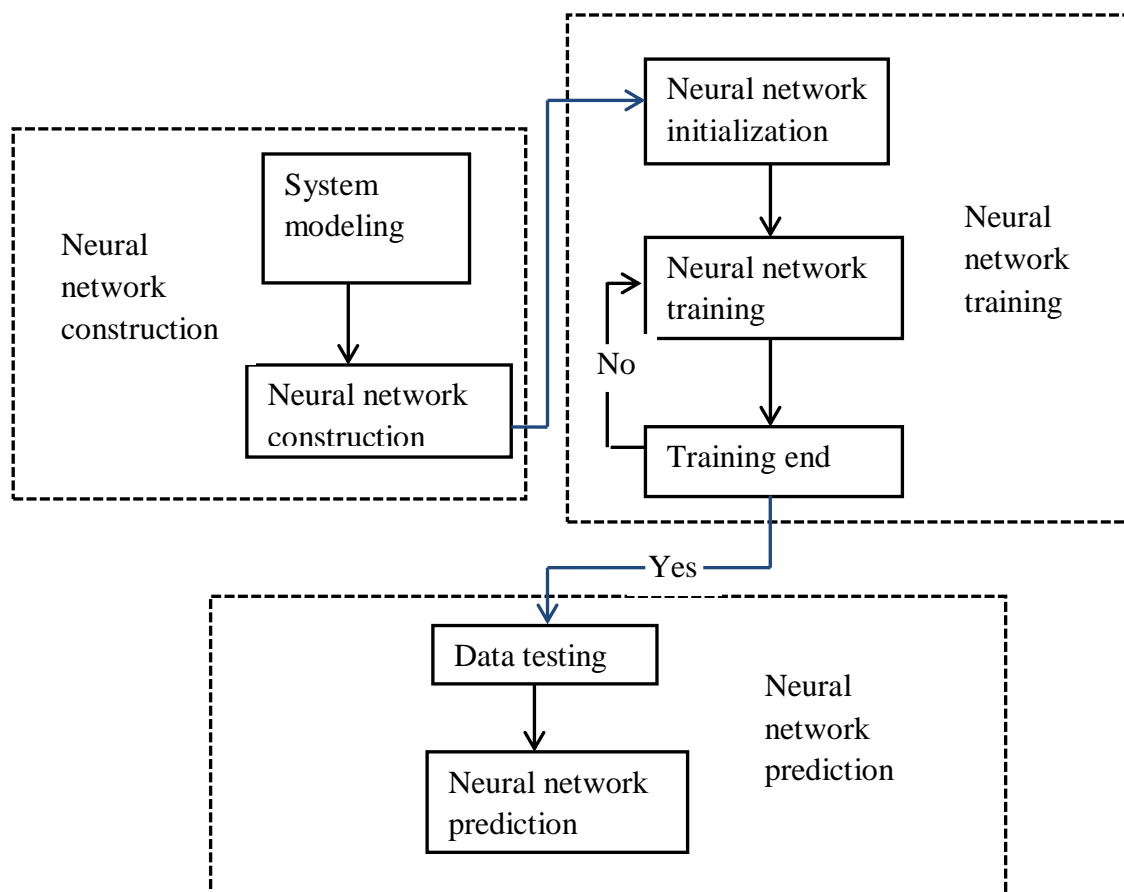 Neural
network
construction
System
modeling
Neural network
construction
Neural network
initialization
Neural network
training
No
Training end
Neural
network
training
Yes
Data testing
Neural network
prediction
Neural
network
prediction